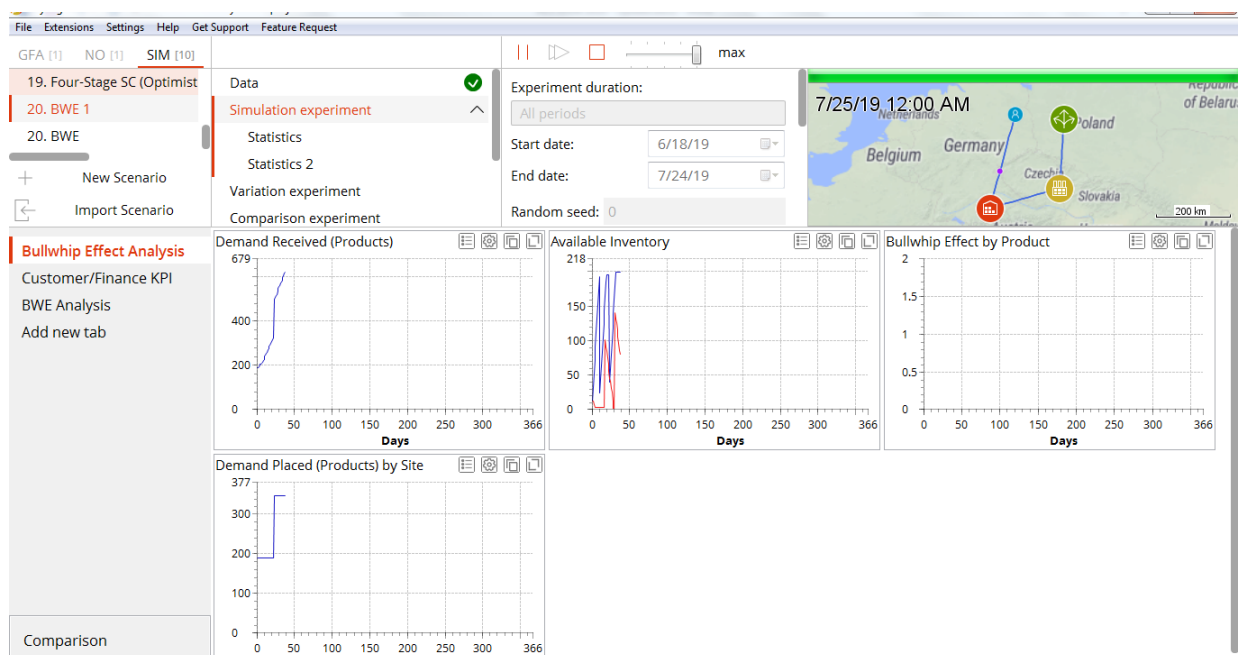 File Extensions Settings Help Get Support Feature Request
GFA [1] NO [1] SIM [10]
max
19. Four-Stage SC (Optimist
20. BWE 1
20. BWE
New Scenario
Import Scenario
Data
Simulation experiment
Statistics
Statistics 2
Variation experiment
Comparison experiment
Experiment duration:
All periods
Start date: 6/18/19
End date: 7/24/19
Random seed: 0
7/25/19 12:00 AM
Netherlands
Belgium
Germany
Poland
of Belaru
Czech
Slovakia
200 km
Bullwhip Effect Analysis
Customer/Finance KPI
BWE Analysis
Add new tab
Comparison
Demand Received (Products)
679
400
200
0
0 50 100 150 200 250 300 366
Days
Available Inventory
218
150
100
50
0
0 50 100 150 200 250 300 366
Days
Bullwhip Effect by Product
2
1.5
1
0.5
0
0 50 100 150 200 250 300 366
Days
Demand Placed (Products) by Site
377
300
200
100
0
0 50 100 150 200 250 300 366